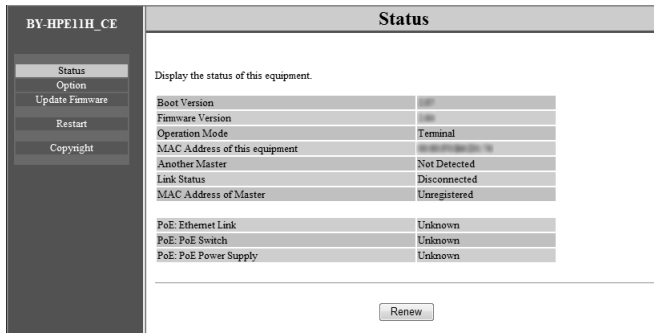 BY-HPE11H_CE
Status
Status
Option
Update Firmware
Restart
Copyright
Display the status of this equipment.
Boot Version
Firmware Version
Operation Mode Terminal
MAC Address of this equipment
Another Master Not Detected
Link Status Disconnected
MAC Address of Master Unregistered
PoE: Ethernet Link Unknown
PoE: PoE Switch Unknown
PoE: PoE Power Supply Unknown
Renew